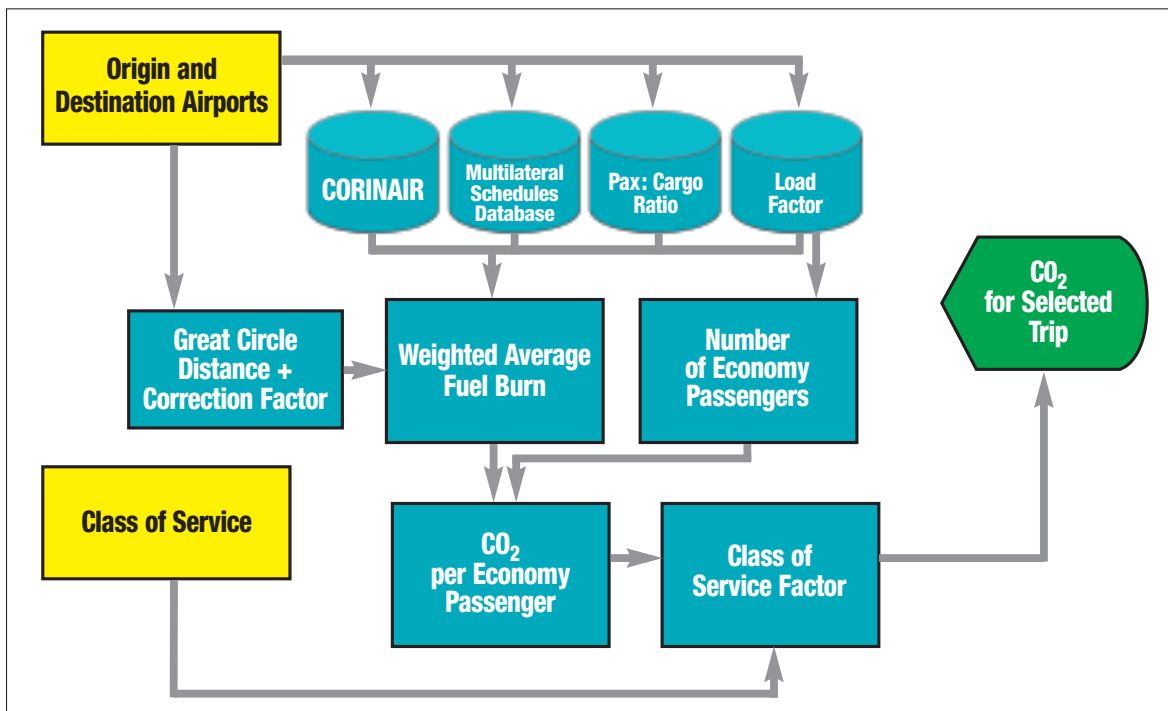 Origin and
Destination Airports
CORINAIR
Multilateral
Schedules
Database
Pax: Cargo
Ratio
Load
Factor
CO₂
for Selected
Trip
Great Circle
Distance +
Correction Factor
Weighted Average
Fuel Burn
Number
of Economy
Passengers
Class of Service
CO₂
per Economy
Passenger
Class of
Service Factor